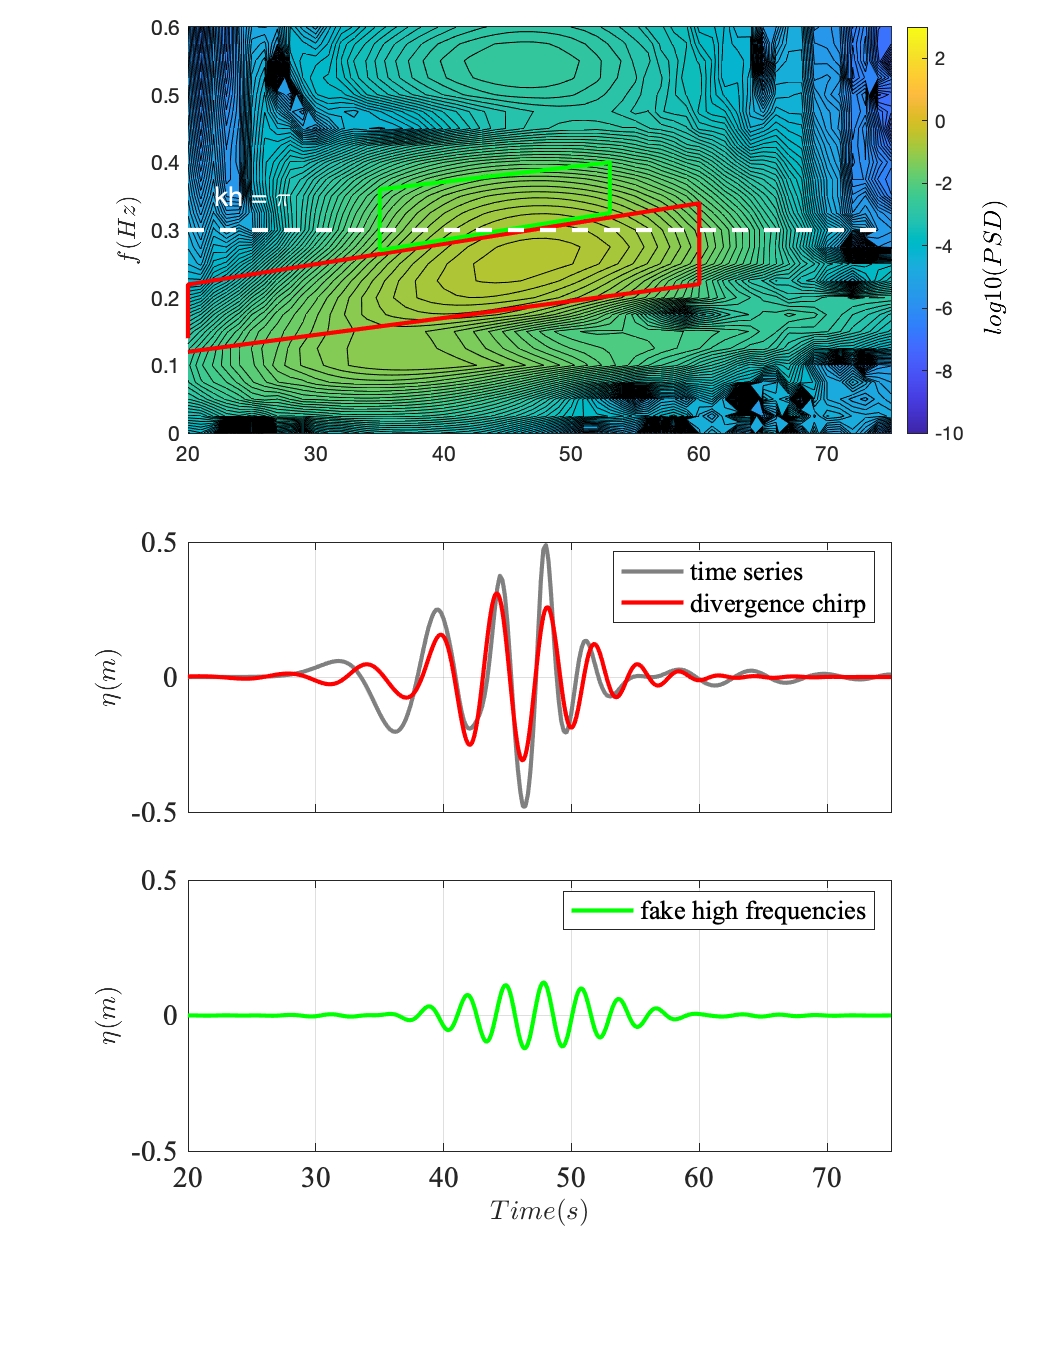 0.6
0.5
0.4
0.3
0.2
0.1
0
f(Hz)
kh = π
20 30 40 50 60 70
2
0
-2
-4
-6
-8
-10
log10(PSD)
0.5
0
-0.5
η(m)
time series
divergence chirp
0.5
0
-0.5
η(m)
fake high frequencies
20 30 40 50 60 70
Time(s)